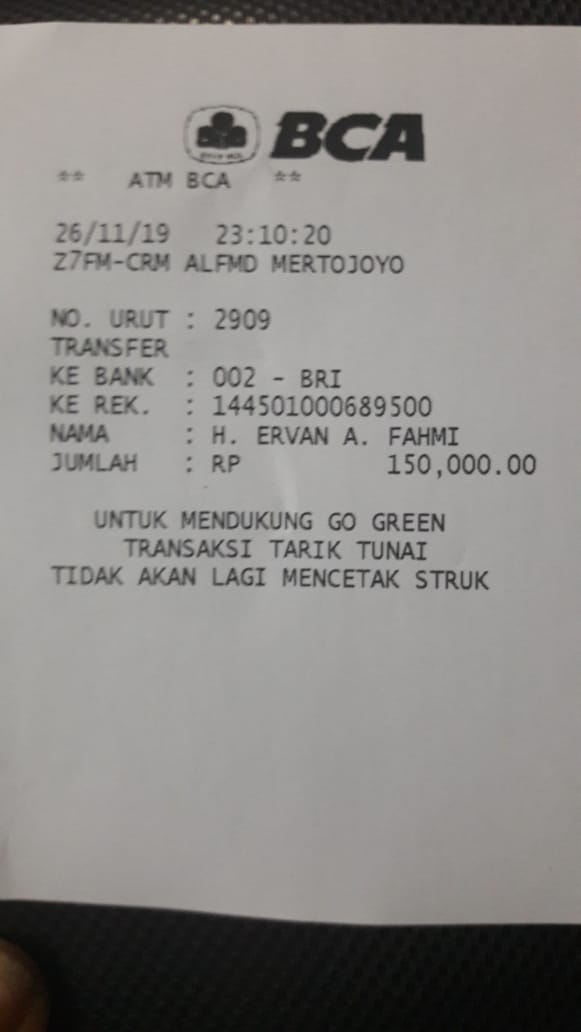 BCA
** ATM BCA **
26/11/19 23:10:20
Z7FM-CRM ALFMD MERTOJOYO
NO. URUT : 2909
TRANSFER
KE BANK : 002 - BRI
KE REK. : 144501000689500
NAMA : H. ERVAN A. FAHMI
JUMLAH : RP 150,000.00
UNTUK MENDUKUNG GO GREEN
TRANSAKSI TARIK TUNAI
TIDAK AKAN LAGI MENCETAK STRUK